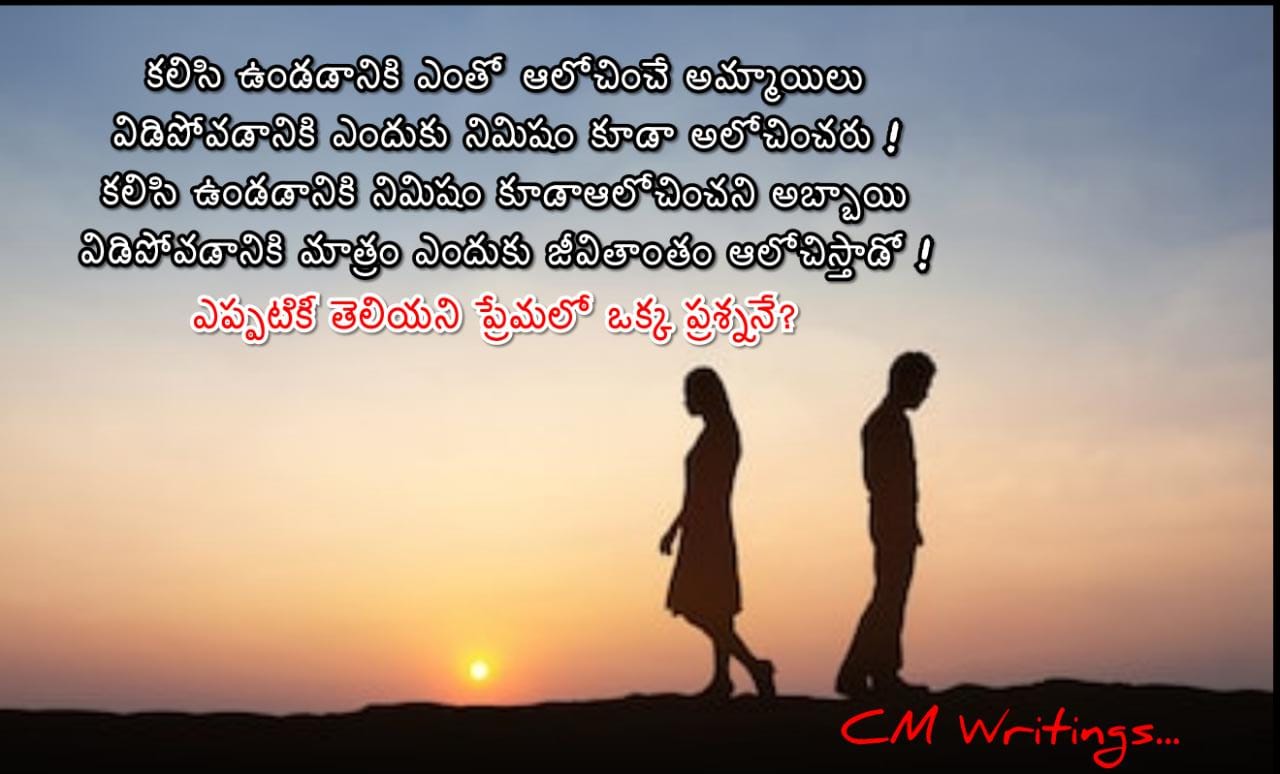 కలిసి ఉండడానికి ఎంతో ఆలోచించే అమ్మాయిలు
విడిపోవడానికి ఎందుకు నిమిషం కూడా అలోచించరు !
కలిసి ఉండడానికి నిమిషం కూడాఆలోచించని అబ్బాయి
విడిపోవడానికి మాత్రం ఎందుకు జీవితాంతం ఆలోచిస్తాడో !
ఎప్పటికీ తెలియని ప్రేమలో ఒక్క ప్రశ్ననే?
CM Writings...